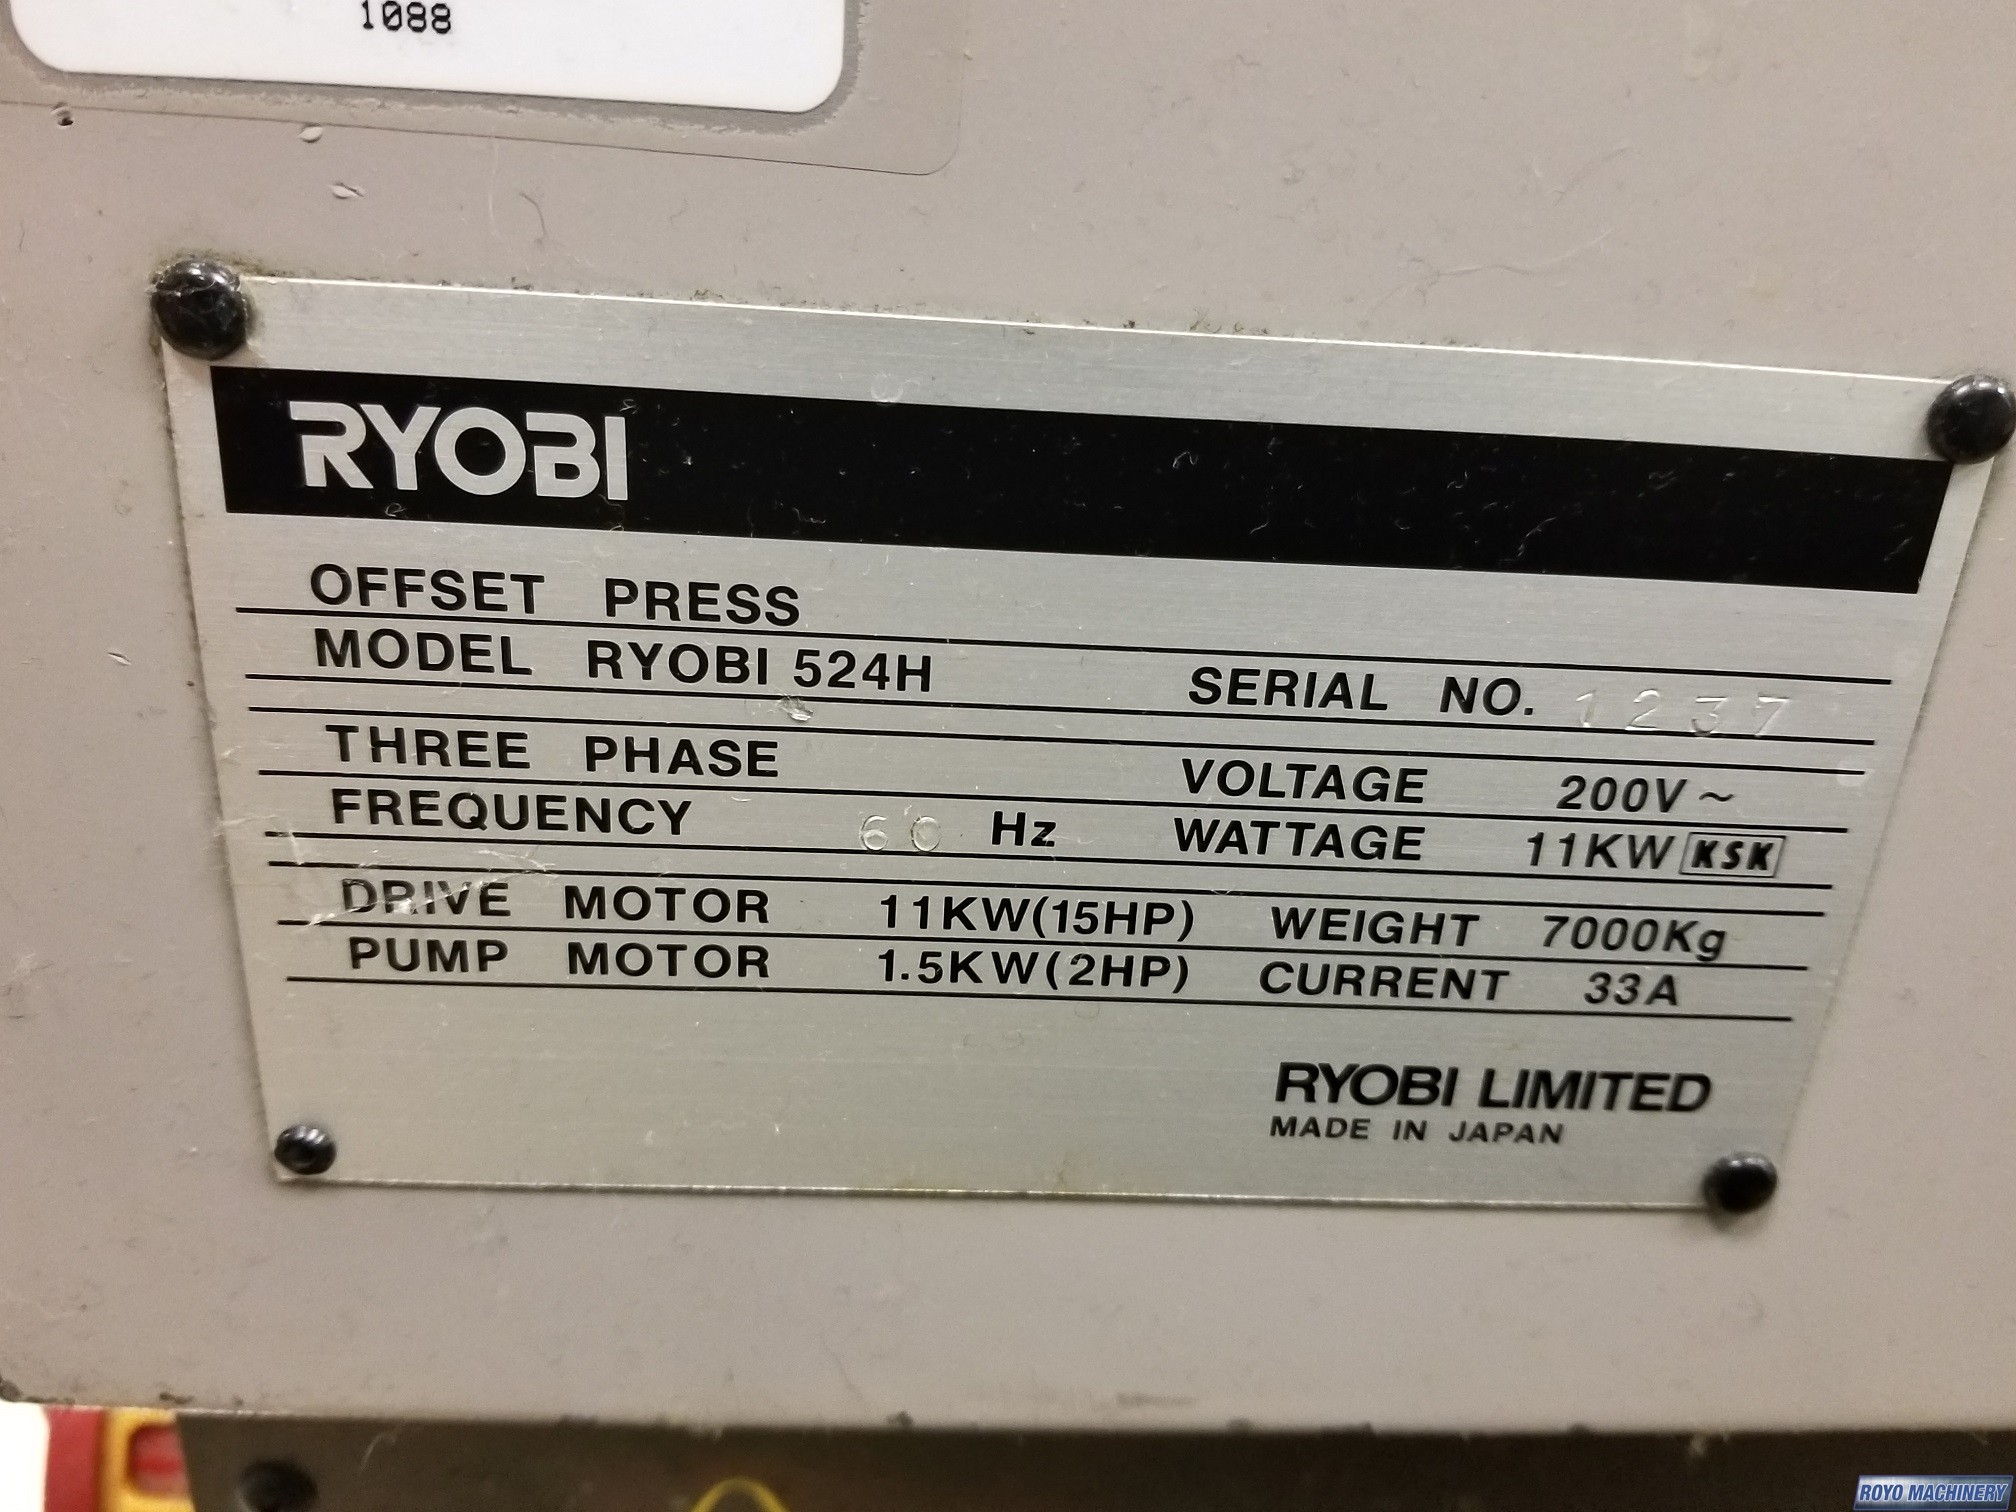 1088
RYOBI
OFFSET PRESS
MODEL RYOBI 524H SERIAL NO. 1237
THREE PHASE VOLTAGE 200V~
FREQUENCY 60 Hz WATTAGE 11KW KSK
DRIVE MOTOR 11KW(15HP) WEIGHT 7000Kg
PUMP MOTOR 1.5KW(2HP) CURRENT 33A
RYOBI LIMITED
MADE IN JAPAN
ROYO MACHINERY